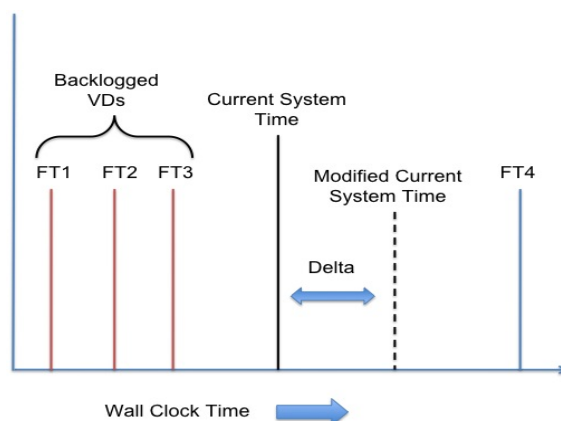 Backlogged
VDs
Current System
Time
FT1
FT2
FT3
Modified Current
System Time
FT4
Delta
Wall Clock Time